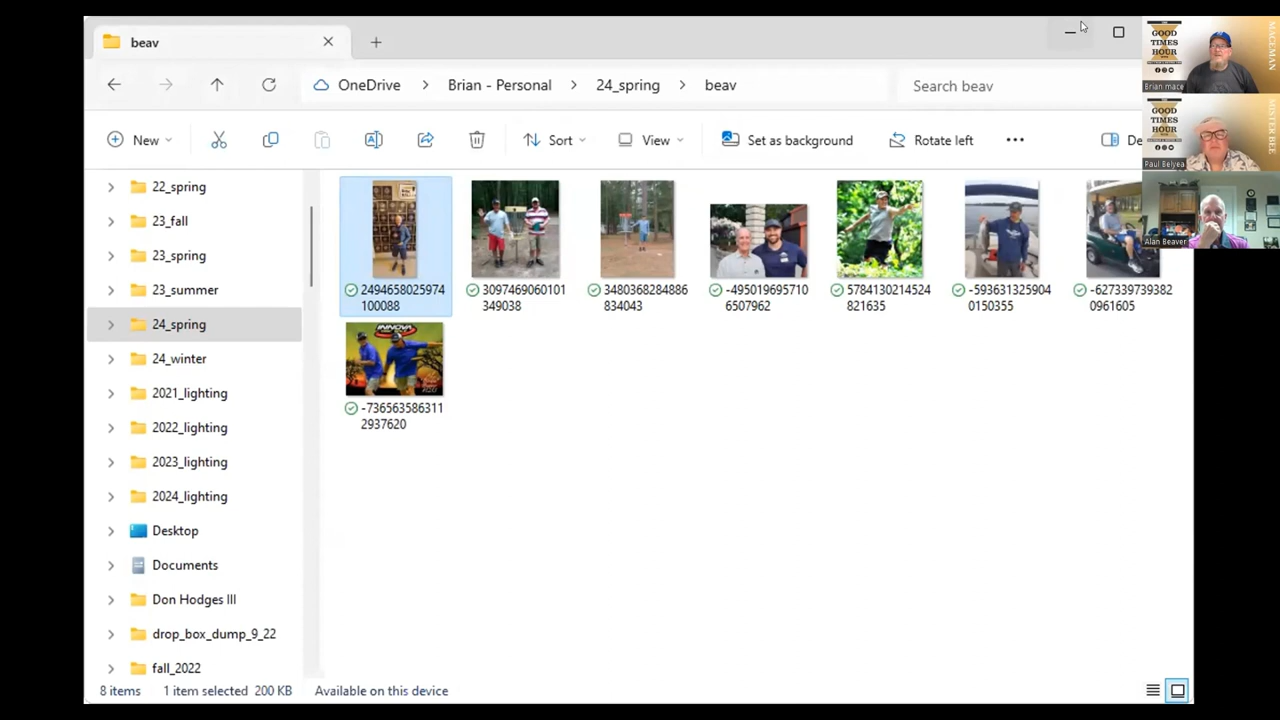 beav
OneDrive
Brian - Personal
24_spring
beav
Search beav
New
Sort
View
Set as background
Rotate left
De
22_spring
23_fall
23_spring
23_summer
24_spring
24_winter
2021_lighting
2022_lighting
2023_lighting
2024_lighting
Desktop
Documents
Don Hodges III
drop_box_dump_9_22
fall_2022
2494658025974
100088
3097469060101
349038
3480368284886
834043
-495019695710
6507962
5784130214524
821635
-593631325904
0150355
-627339739382
0961605
INNOVA
-736563586311
2937620
8 items
1 item selected 200 KB
Available on this device
GOOD
TIMES
HOUR
MACEMAN
Brian mace
GOOD
TIMES
HOUR
Paul Belyea
Alan Beaver